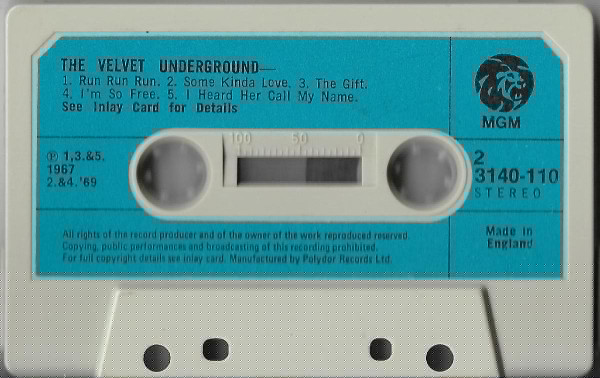 THE VELVET UNDERGROUND—
1. Run Run Run. 2. Some Kinda Love. 3. The Gift.
4. I'm So Free. 5. I Heard Her Call My Name.
See Inlay Card for Details
MGM
100 50 0
℗ 1,3.&5.
1967
2.&4.'69
2
3140-110
STEREO
All rights of the record producer and of the owner of the work reproduced reserved.
Copying, public performances and broadcasting of this recording prohibited.
For full copyright details see inlay card. Manufactured by Polydor Records Ltd.
Made in
England